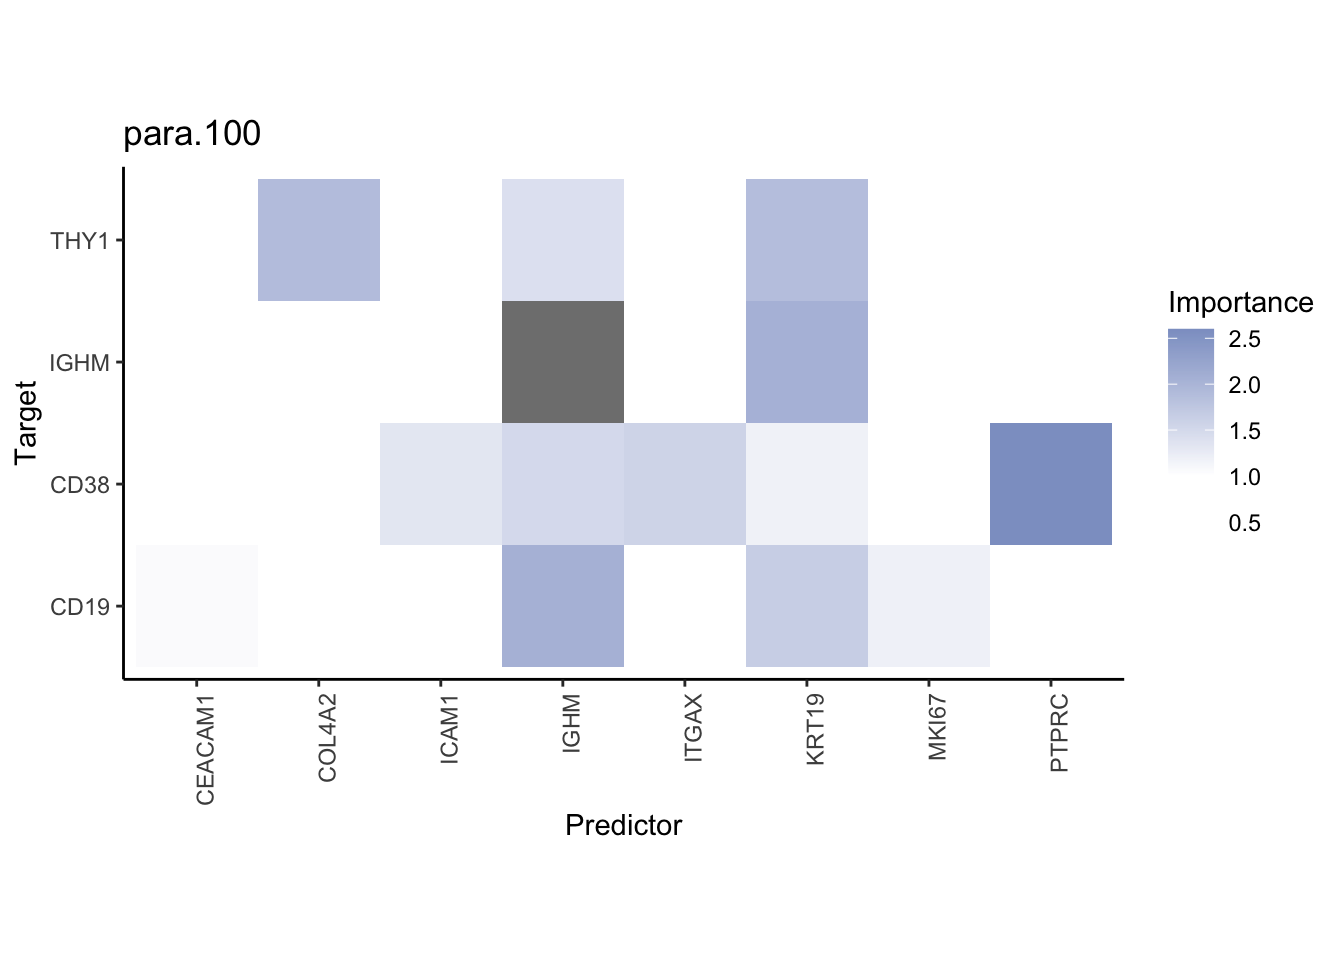 para.100
Target
THY1
IGHM
CD38
CD19
CEACAM1
COL4A2
ICAM1
IGHM
ITGAX
KRT19
MKI67
PTPRC
Predictor
Importance
2.5
2.0
1.5
1.0
0.5